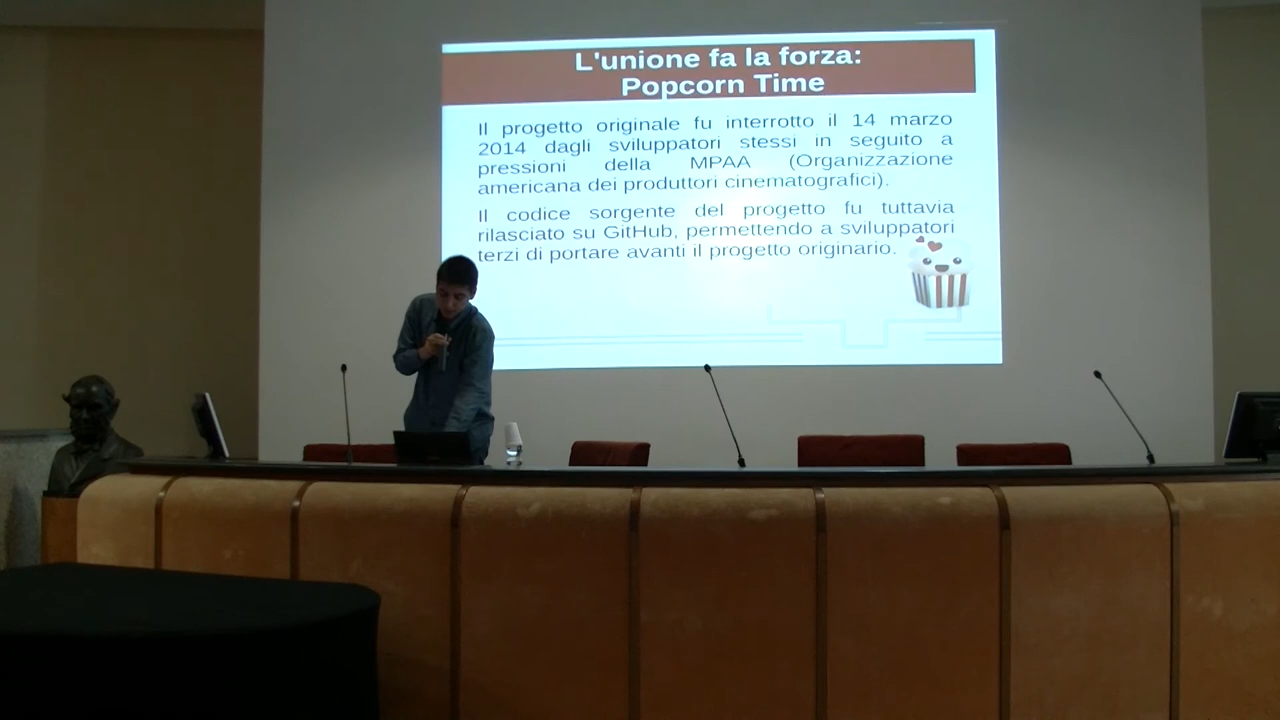 L'unione fa la forza:
Popcorn Time
Il progetto originale fu interrotto il 14 marzo
2014 dagli sviluppatori stessi in seguito a
pressioni della MPAA (Organizzazione
americana dei produttori cinematografici).
Il codice sorgente del progetto fu tuttavia
rilasciato su GitHub, permettendo a sviluppatori
terzi di portare avanti il progetto originario.